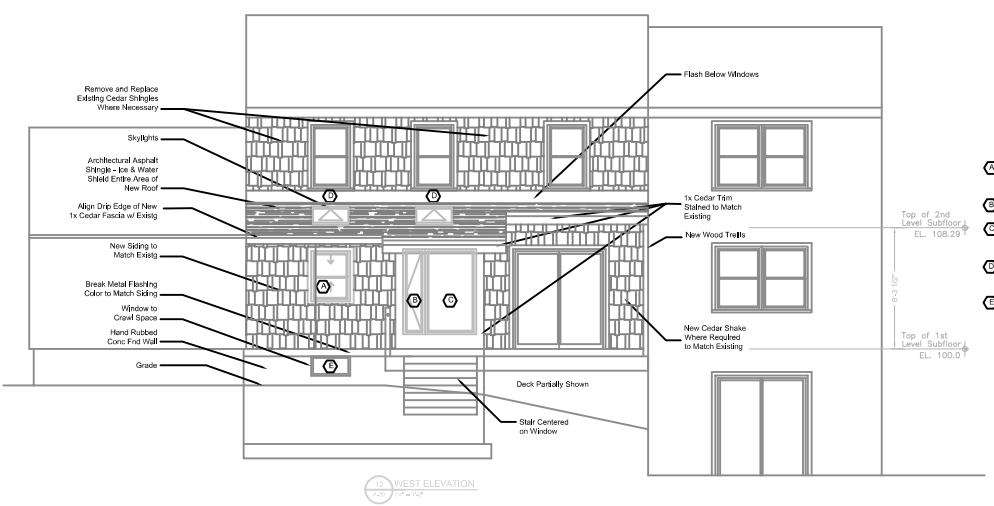 Flash Below Windows
Remove and Replace
Existing Cedar Shingles
Where Necessary
Skylights
Architectural Asphalt
Shingle - Ice & Water
Shield Entire Area of
New Roof
Align Drip Edge of New
1x Cedar Fascia w/ Existg
New Siding to
Match Existg
Break Metal Flashing
Color to Match Siding
Window to
Crawl Space
Hand Rubbed
Conc Fnd Wall
Grade
D
D
A
B
C
E
1x Cedar Trim
Stained to Match
Existing
New Wood Trellis
New Cedar Shake
Where Required
to Match Existing
Deck Partially Shown
Stair Centered
on Window
Top of 2nd
Level Subfloor
EL. 108.29
8'-3 1/2"
Top of 1st
Level Subfloor
EL. 100.0
A
B
C
D
E
12
WEST ELEVATION